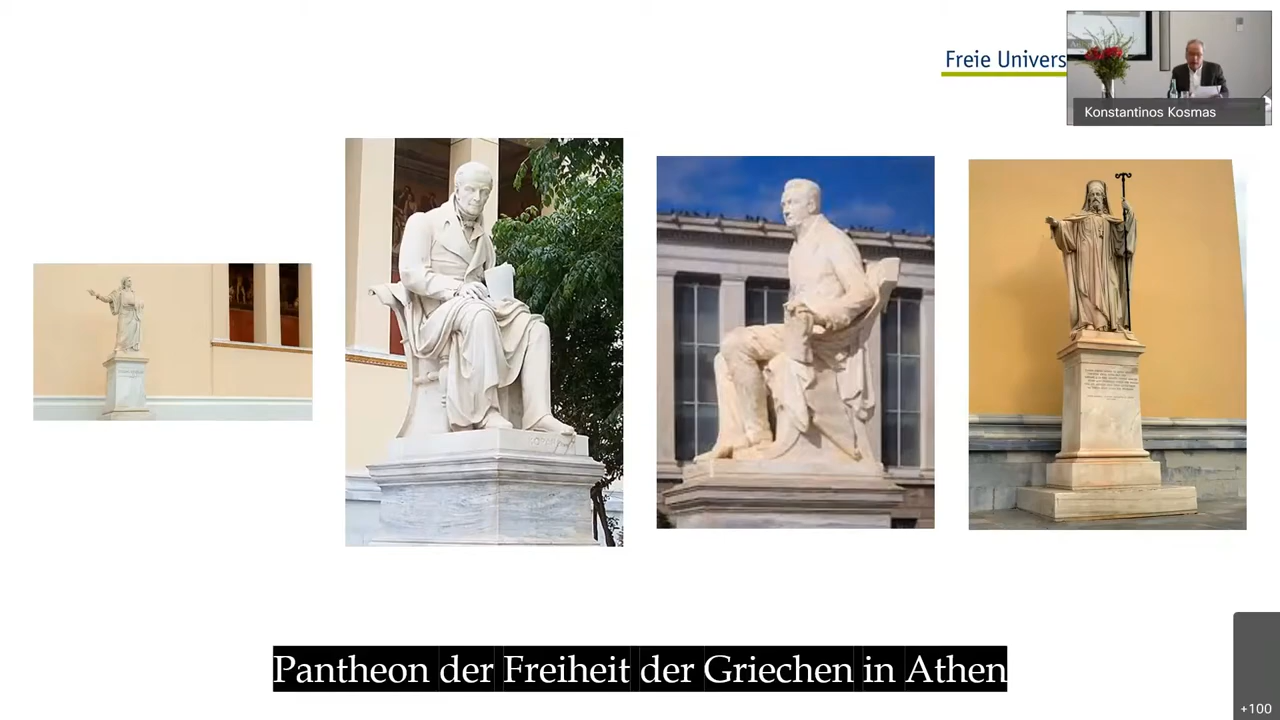 Freie Univers
Konstantinos Kosmas
Pantheon der Freiheit der Griechen in Athen
+100